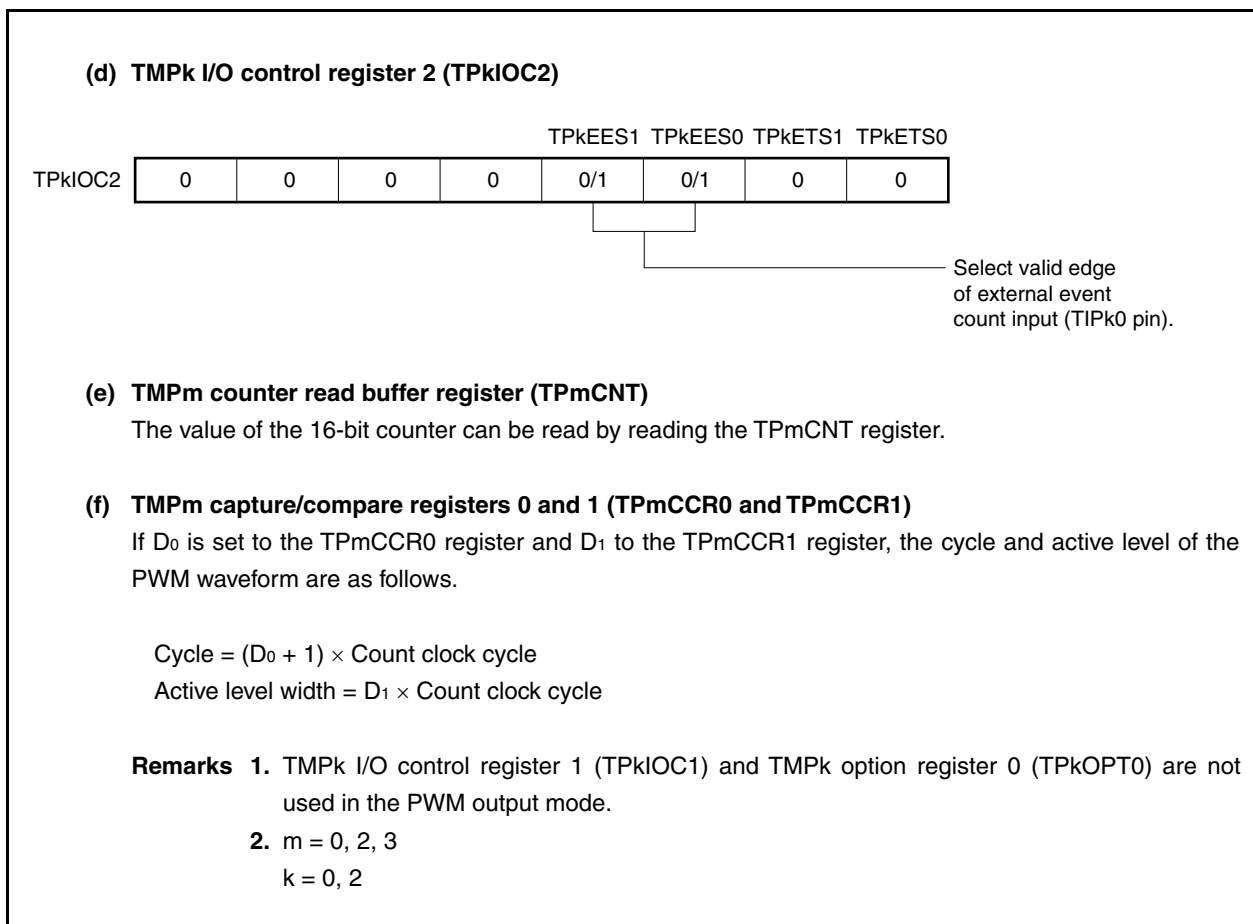 (d) TMPk I/O control register 2 (TPkIOC2)
TPkEES1 TPkEES0 TPkETS1 TPkETS0
TPkIOC2 0 0 0 0 0/1 0/1 0 0
Select valid edge
of external event
count input (TIPk0 pin).
(e) TMPm counter read buffer register (TPmCNT)
The value of the 16-bit counter can be read by reading the TPmCNT register.
(f) TMPm capture/compare registers 0 and 1 (TPmCCR0 and TPmCCR1)
If D0 is set to the TPmCCR0 register and D1 to the TPmCCR1 register, the cycle and active level of the
PWM waveform are as follows.
Cycle = (D0 + 1) × Count clock cycle
Active level width = D1 × Count clock cycle
Remarks 1. TMPk I/O control register 1 (TPkIOC1) and TMPk option register 0 (TPkOPT0) are not
used in the PWM output mode.
2. m = 0, 2, 3
k = 0, 2